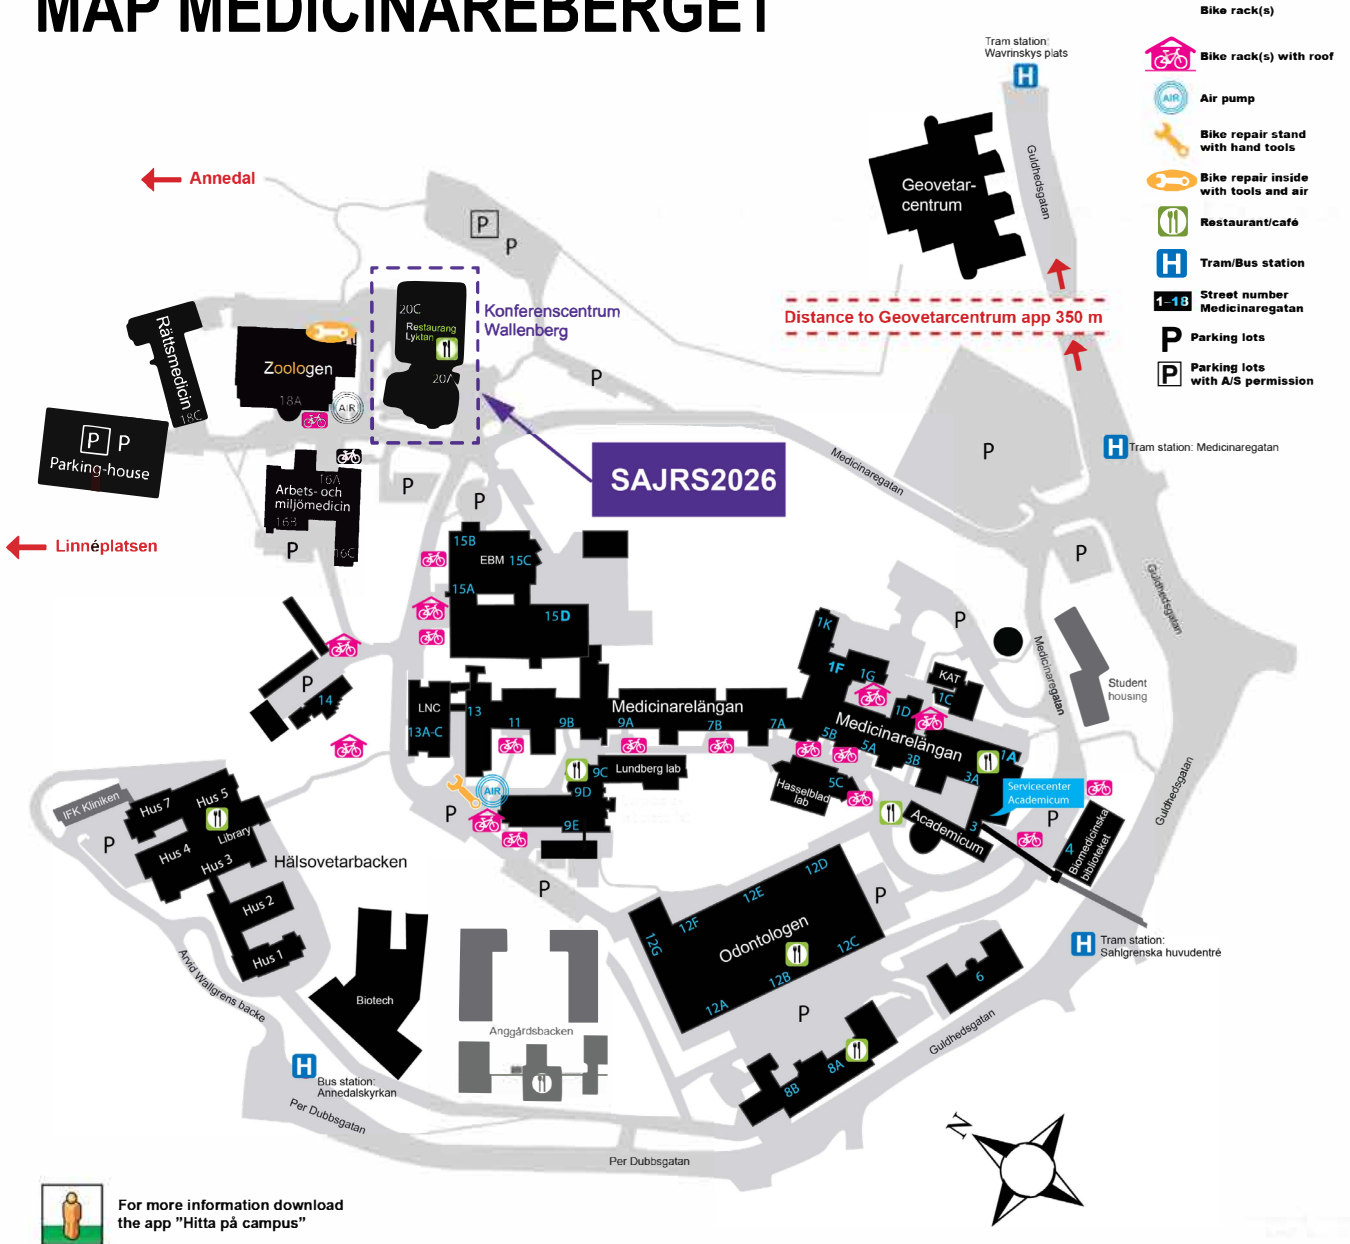 MAP MEDICINAREBERGET
Bike rack(s)
Bike rack(s) with roof
AIR
Air pump
Bike repair stand
with hand tools
Bike repair inside
with tools and air
Restaurant/café
H
Tram/Bus station
1-18
Street number
Medicinaregatan
P
Parking lots
P
Parking lots
with A/S permission
Tram station:
Wavrinskys plats
H
Guldhedsgatan
Geovetar-
centrum
Annedal
P
P
Konferenscentrum
Wallenberg
20C
Restaurang
Lyktan
20A
Distance to Geovetarcentrum app 350 m
Rättsmedicin
18C
Zoologen
18A
AIR
P P
Parking-house
P
SAJRS2026
Medicinaregatan
P
H
Tram station: Medicinaregatan
16A
Arbets- och
miljömedicin
16B
16C
P
P
P
Linnéplatsen
P
Guldhedsgatan
15B
EBM 15C
15A
15D
1K
P
Medicinaregatan
Student
housing
1F
1G
KAT
1C
1D
P
14
LNC
13A-C
13
11
9B
Medicinarelängan
9A
7B
7A
Medicinarelängan
5B
5A
3B
3A
1A
Servicecenter
Academicum
Lundberg lab
9C
9D
9E
Hasselblad
lab
5C
Academicum
3
P
4
Biomedicinska
biblioteket
Guldhedsgatan
AIR
P
IFK Kliniken
P
Hus 7
Hus 5
Library
Hus 4
Hus 3
Hus 2
Hus 1
Hälsovetarbacken
P
12D
12E
12F
12G
Odontologen
12C
12B
12A
P
H
Tram station:
Sahlgrenska huvudentré
6
Guldhedsgatan
P
8A
8B
Arvid Wallgrens backe
Biotech
Änggårdsbacken
H
Bus station:
Annedalskyrkan
Per Dubbsgatan
Per Dubbsgatan
N
For more information download
the app ”Hitta på campus”